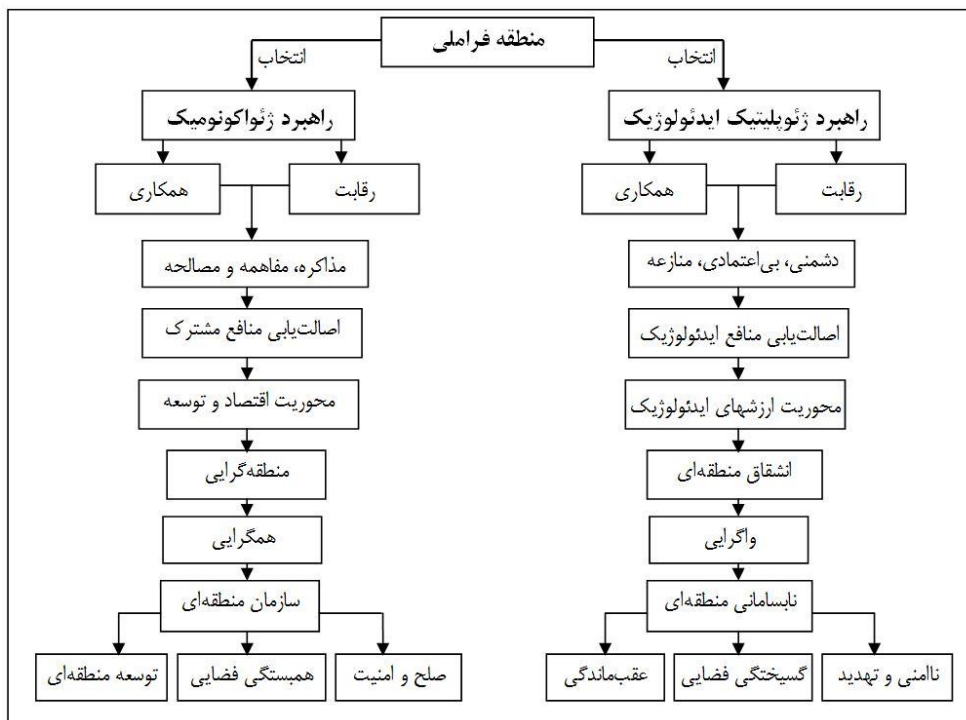 منطقه فراملی
انتخاب
انتخاب
راهبرد ژئوپلیتیک ایدئولوژیک
راهبرد ژئواکونومیک
رقابت
همکاری
رقابت
همکاری
دشمنی، بی‌اعتمادی، منازعه
مذاکره، مفاهمه و مصالحه
اصالت‌یابی منافع ایدئولوژیک
اصالت‌یابی منافع مشترک
محوریت ارزشهای ایدئولوژیک
محوریت اقتصاد و توسعه
انشقاق منطقه‌ای
منطقه‌گرایی
واگرایی
همگرایی
نابسامانی منطقه‌ای
سازمان منطقه‌ای
ناامنی و تهدید
گسیختگی فضایی
عقب‌ماندگی
صلح و امنیت
همبستگی فضایی
توسعه منطقه‌ای